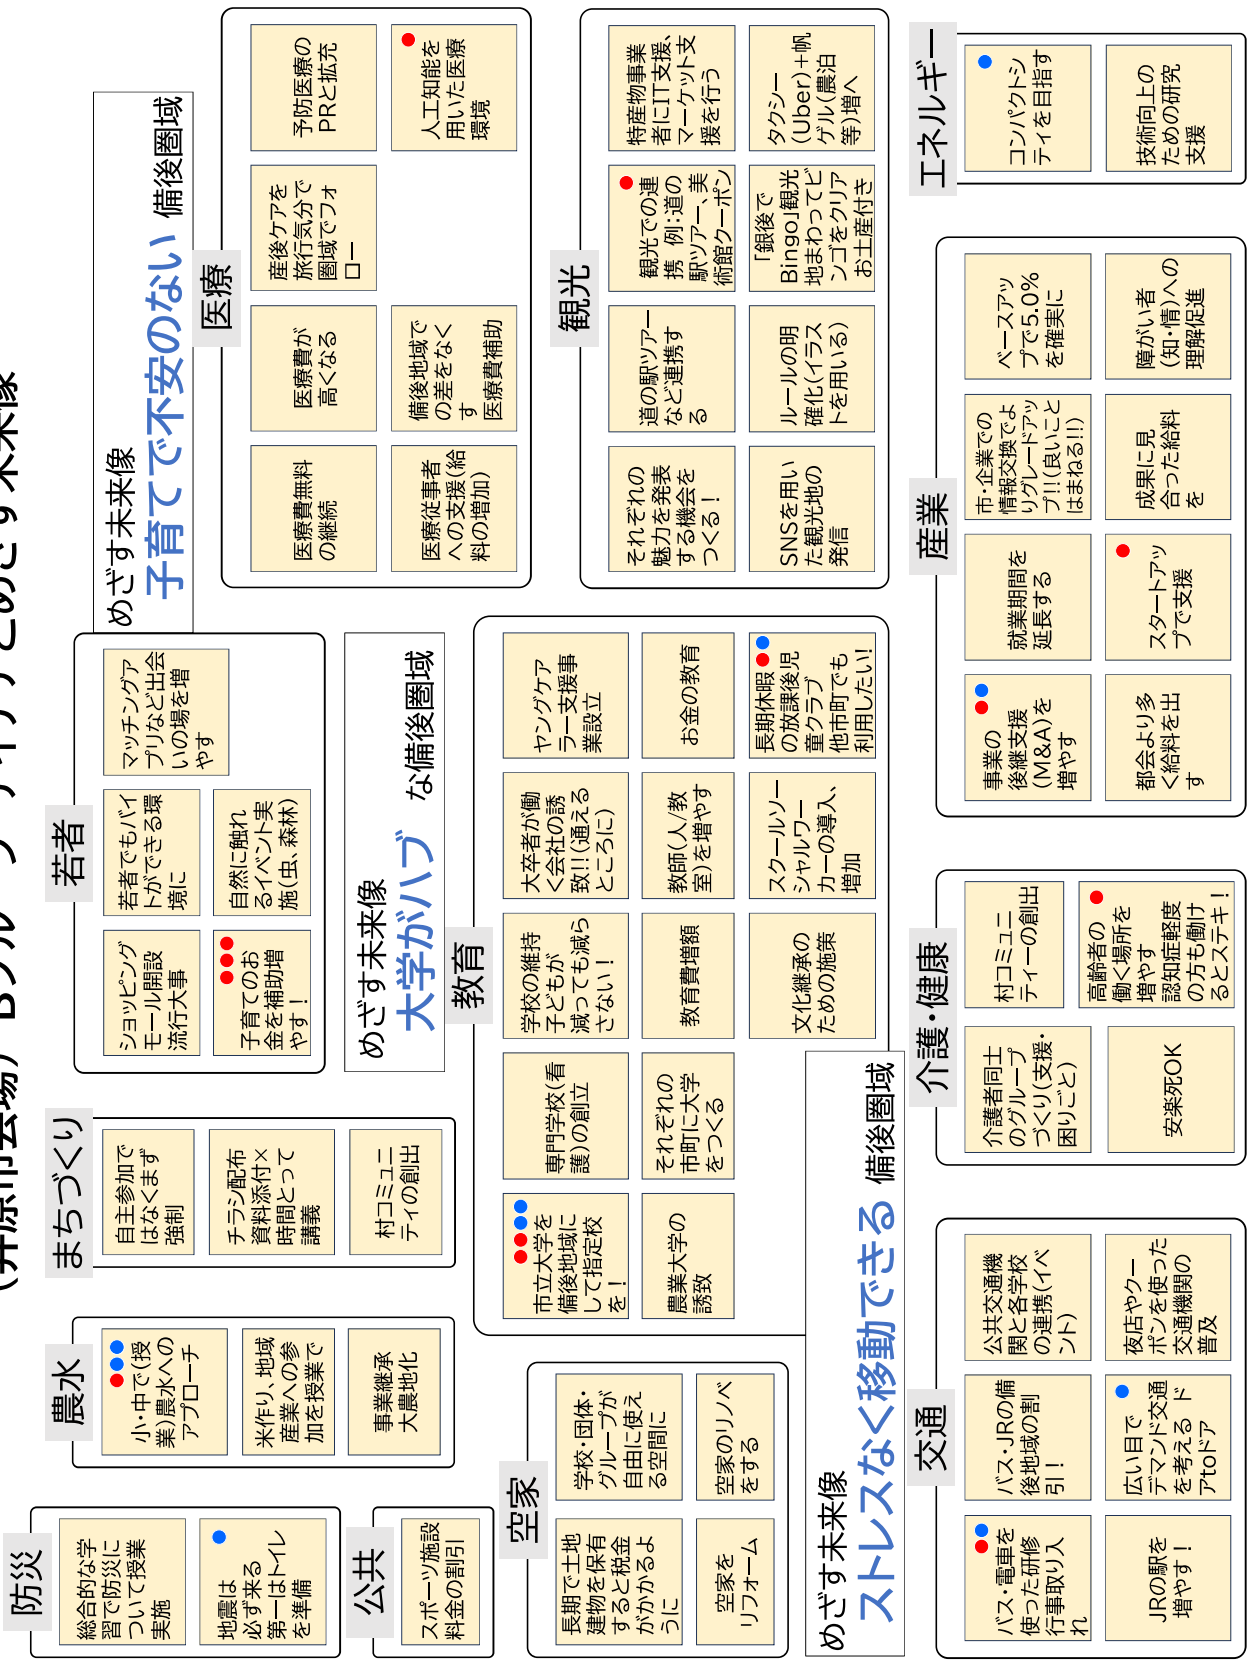 (井原市会場) Bグループ アイデアとめざす未来像
防災
総合的な学
習で防災に
ついて授業
実施
地震は
必ず来る
第一はトイレ
を準備
公共
スポーツ施設
料金の割引
農水
小・中で(授
業)農水への
アプローチ
米作り、地域
産業への参
加を授業で
事業継承
大農地化
まちづくり
自主参加で
はなくまず
強制
チラシ配布
資料添付×
時間とって
講義
村コミュニ
ティの創出
若者
ショッピング
モール開設
流行大事
若者でもバイ
トができる環
境に
マッチングア
プリなど出会
いの場を増
やす
子育てのお
金を補助増
やす!
自然に触れ
るイベント実
施(虫、森林)
めざす未来像
子育てで不安のない 備後圏域
医療
医療費無料
の継続
医療費が
高くなる
産後ケアを
旅行気分で
圏域でフォ
ロー
予防医療の
PRと拡充
医療従事者
への支援(給
料の増加)
備後地域で
の差をなく
す
医療費補助
人工知能を
用いた医療
環境
めざす未来像
大学がハブ な備後圏域
教育
市立大学を
備後地域に
して指定校
を!
専門学校(看
護)の創立
学校の維持
子どもが
減っても減ら
さない!
大卒者が働
く会社の誘
致!!(通える
ところに)
ヤングケア
ラー支援事
業設立
農業大学の
誘致
それぞれの
市町に大学
をつくる
教育費増額
教師(人/教
室)を増やす
お金の教育
文化継承の
ための施策
スクールソー
シャルワー
カーの導入、
増加
長期休暇
の放課後児
童クラブ
他市町でも
利用したい!
観光
それぞれの
魅力を発表
する機会を
つくる!
道の駅ツアー
など連携す
る
観光での連
携 例:道の
駅ツアー、美
術館クーポン
特産物事業
者にIT支援、
マーケット支
援を行う
SNSを用い
た観光地の
発信
ルールの明
確化(イラス
トを用いる)
「銀後で
Bingo」観光
地まわってビ
ンゴをクリア
お土産付き
タクシー
(Uber)+帆
ゲル(農泊
等)増へ
空家
長期で土地
建物を保有
すると税金
がかかるよ
うに
学校・団体・
グループが
自由に使え
る空間に
空家を
リフォーム
空家のリノベ
をする
めざす未来像
ストレスなく移動できる 備後圏域
交通
バス・電車を
使った研修
行事取り入
れ
バス・JRの備
後地域の割
引!
公共交通機
関と各学校
の連携(イベ
ント)
JRの駅を
増やす!
広い目で
デマンド交通
を考える ド
アtoドア
夜店やクー
ポンを使った
交通機関の
普及
介護・健康
介護者同士
のグループ
づくり(支援・
困りごと)
村コミュニ
ティーの創出
安楽死OK
高齢者の
働く場所を
増やす
認知症軽度
の方も働け
るとステキ!
産業
事業の
後継支援
(M&A)を
増やす
就業期間を
延長する
市・企業での
情報交換でよ
りグレードアッ
プ!!(良いこと
はまねる!!)
ベースアッ
プで5.0%
を確実に
都会より多
く給料を出
す
スタートアッ
プで支援
成果に見
合った給料
を
障がい者
(知・情)への
理解促進
エネルギー
コンパクトシ
ティを目指す
技術向上の
ための研究
支援